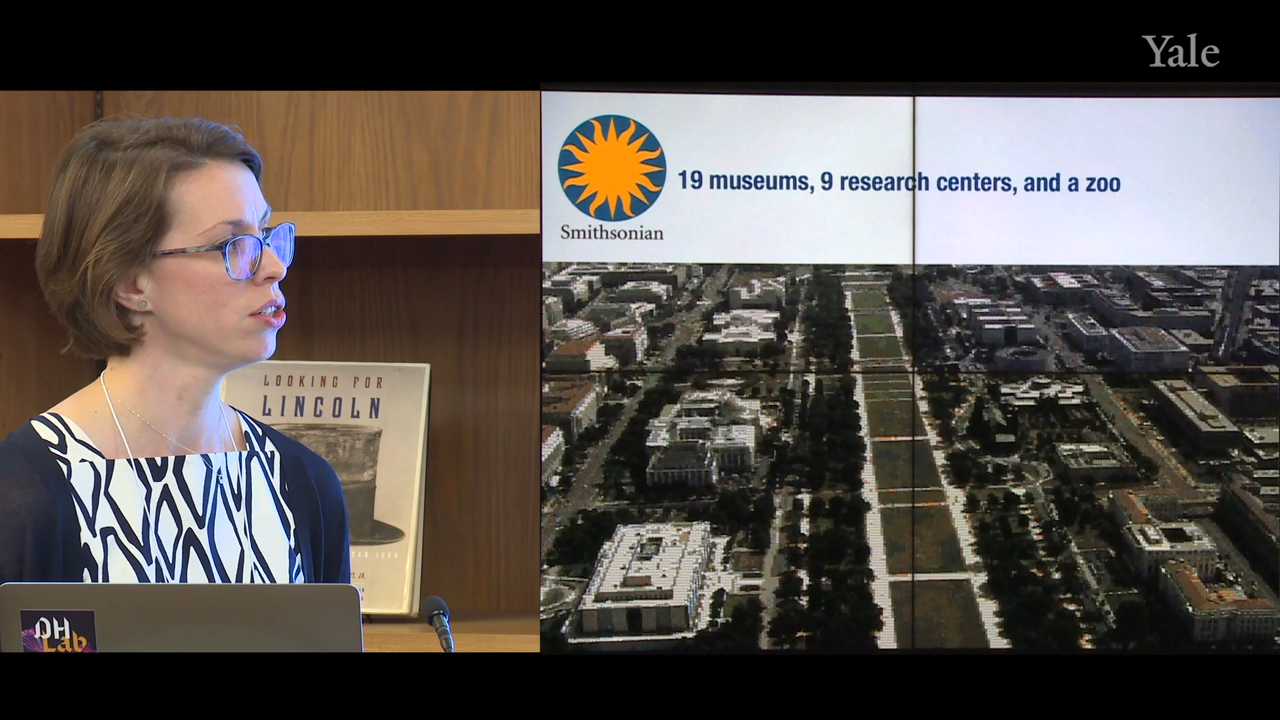 Yale
Smithsonian
19 museums, 9 research centers, and a zoo
LOOKING FOR
LINCOLN
DH
Lab